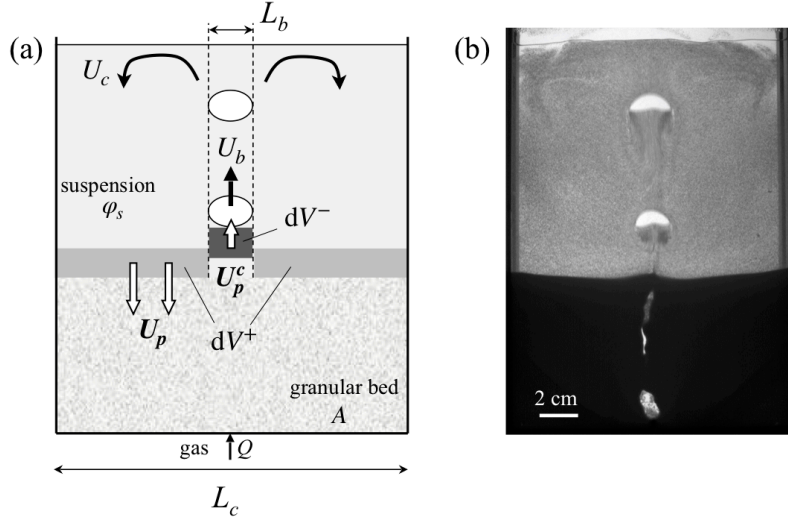 (a)
L_b
(b)
U_c
U_b
suspension
φ_s
dV⁻
U_p^c
U_p
dV⁺
granular bed
A
2 cm
gas
Q
L_c